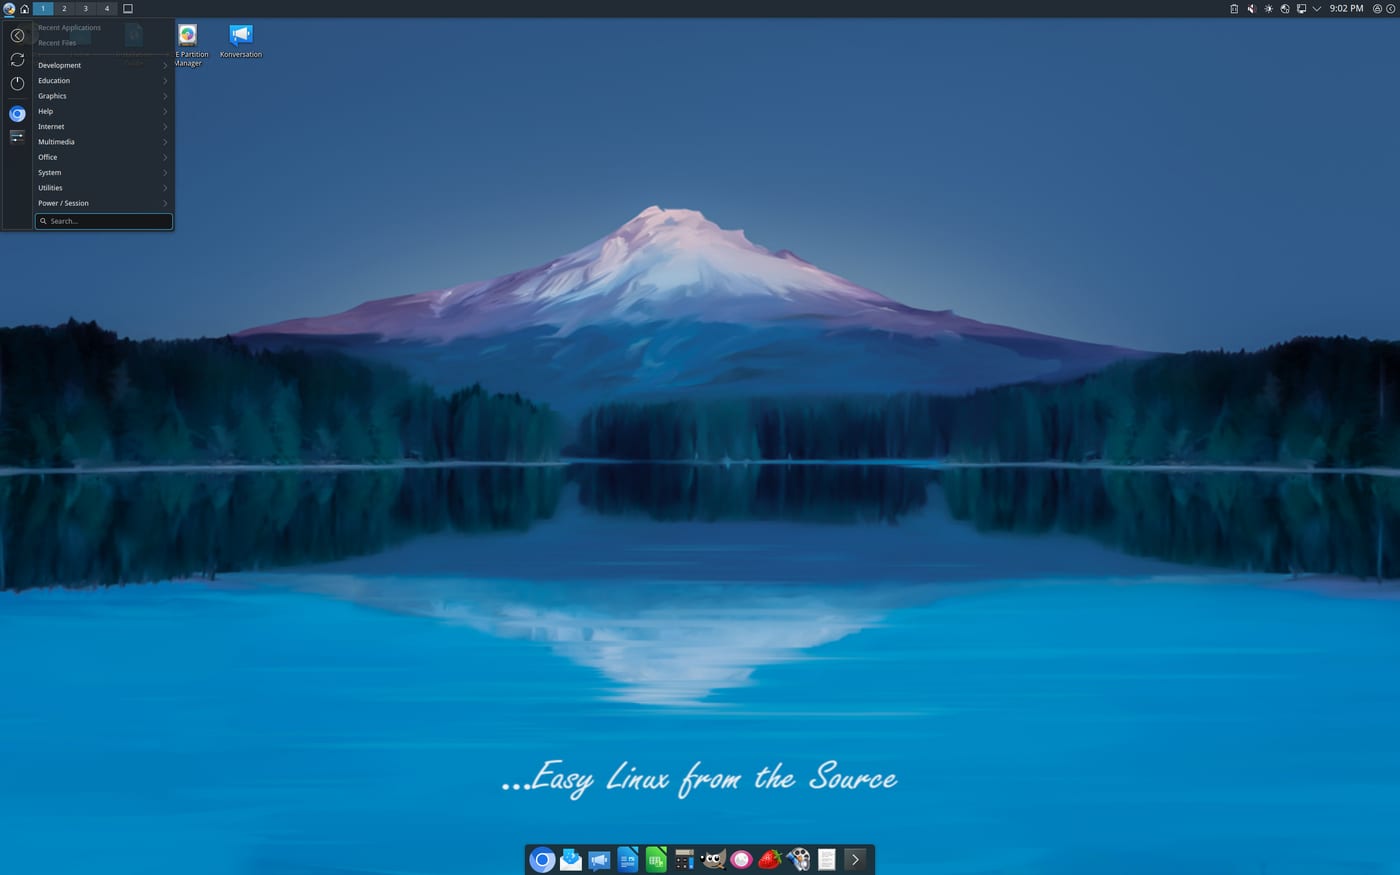 1 2 3 4
9:02 PM
Recent Applications
Recent Files
Development
Education
Graphics
Help
Internet
Multimedia
Office
System
Utilities
Power / Session
Search...
E Partition
Manager
Konversation
...Easy Linux from the Source